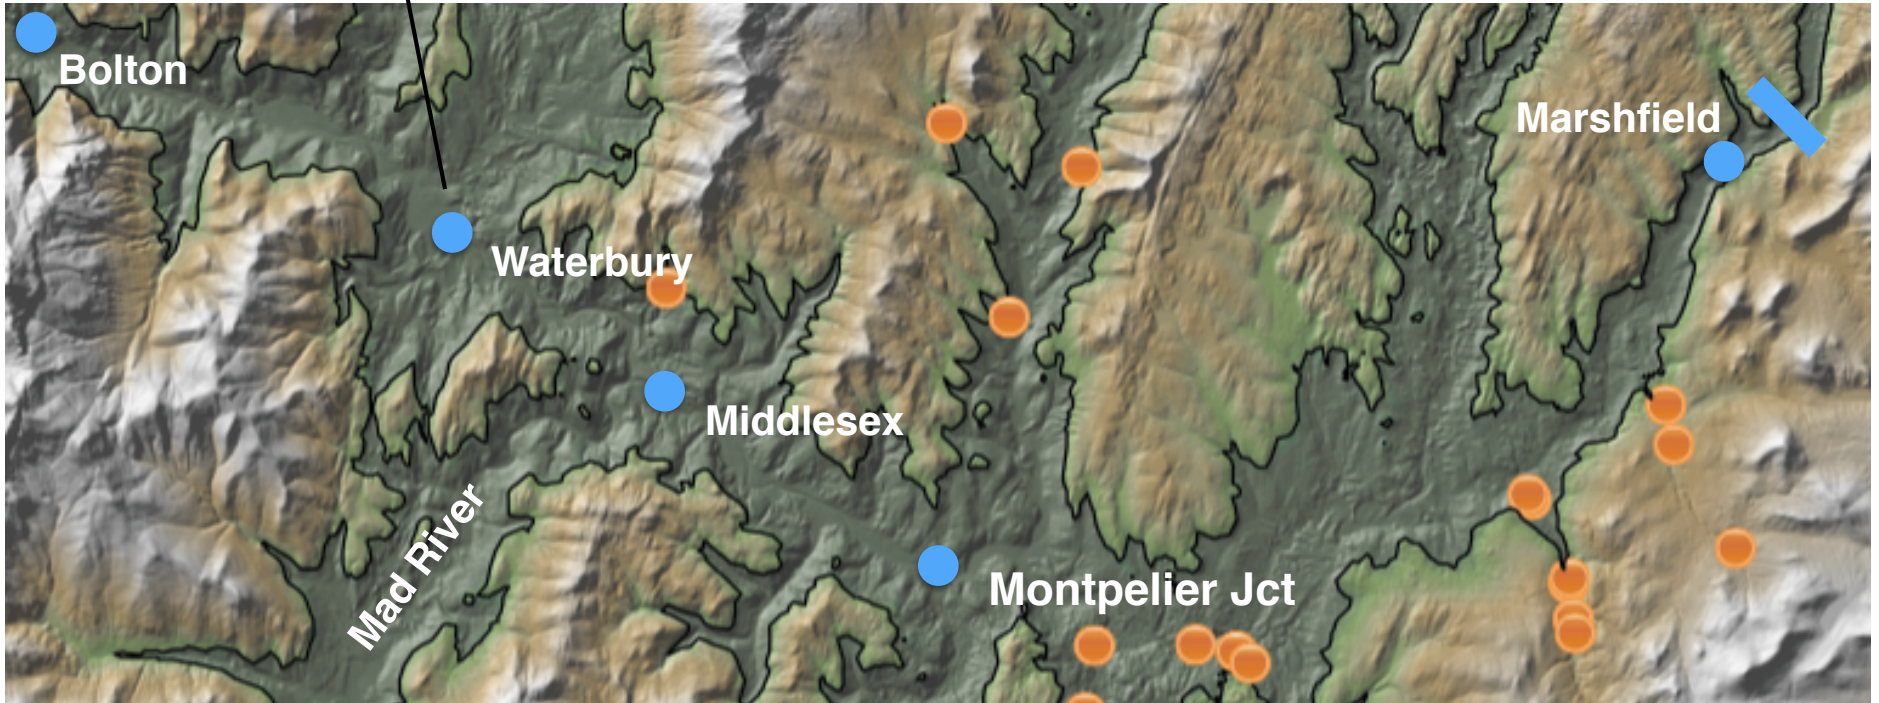 Bolton
Marshfield
Waterbury
Middlesex
Mad River
Montpelier Jct